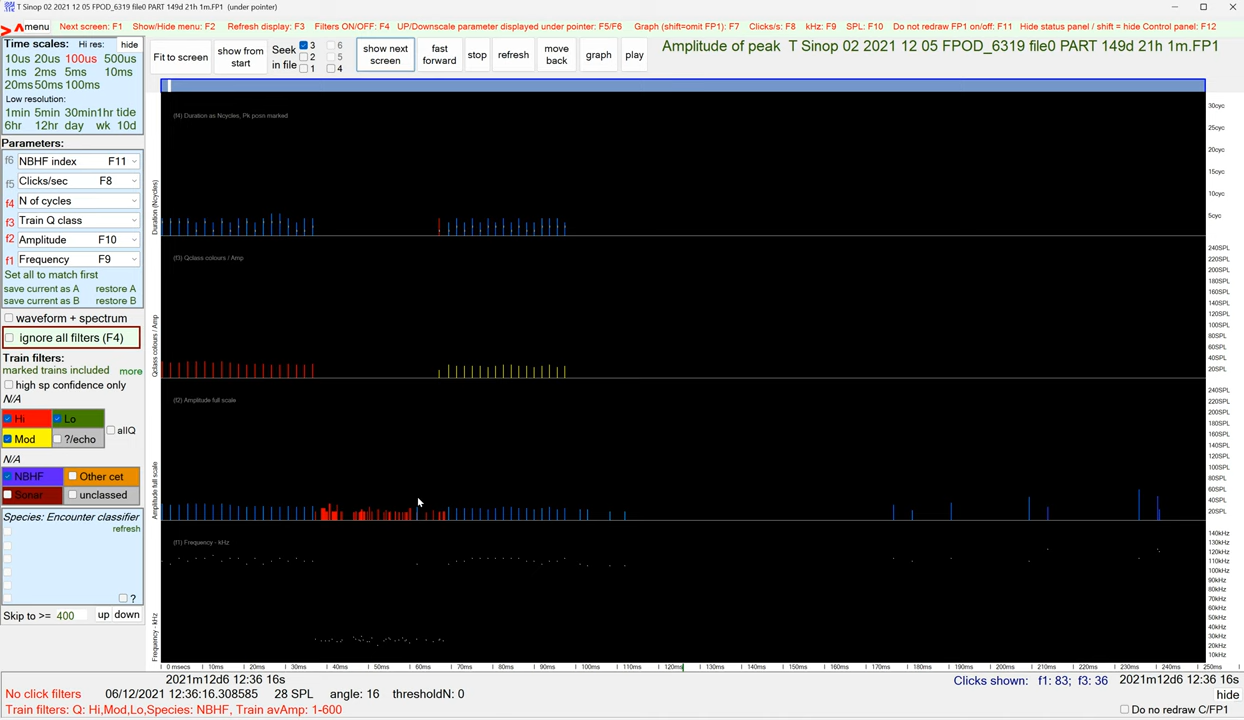 T Sinop 02 2021 12 05 FPOD_6319 file0 PART 149d 21h 1m.FP1 (under pointer)
menu Next screen: F1 Show/Hide menu: F2 Refresh display: F3 Filters ON/OFF: F4 UP/Downscale parameter displayed under pointer: F5/F6 Graph (shift=omit FP1): F7 Clicks/s: F8 kHz: F9 SPL: F10 Do not redraw FP1 on/off: F11 Hide status panel / shift = hide Control panel: F12
Time scales: Hi res: hide
10us 20us 100us 500us
1ms 2ms 5ms 10ms
20ms 50ms 100ms
Low resolution:
1min 5min 30min 1hr tide
6hr 12hr day wk 10d
Fit to screen
show from start
Seek in file
3 6
2 5
1 4
show next screen
fast forward
stop
refresh
move back
graph
play
Amplitude of peak T Sinop 02 2021 12 05 FPOD_6319 file0 PART 149d 21h 1m.FP1
Parameters:
f6 NBHF index F11
f5 Clicks/sec F8
f4 N of cycles
f3 Train Q class
f2 Amplitude F10
f1 Frequency F9
Set all to match first
save current as A restore A
save current as B restore B
waveform + spectrum
ignore all filters (F4)
Train filters:
marked trains included more
high sp confidence only
N/A
Hi Lo
allQ
Mod ?/echo
N/A
NBHF Other cet
Sonar unclassed
Species: Encounter classifier
refresh
?
Skip to >= 400 up down
(f4) Duration as Ncycles, Pk posn marked
Duration (Ncycles)
30cyc
25cyc
20cyc
15cyc
10cyc
5cyc
(f3) Qclass colours / Amp
Qclass colours / Amp
240SPL
220SPL
200SPL
180SPL
160SPL
140SPL
120SPL
100SPL
80SPL
60SPL
40SPL
20SPL
(f2) Amplitude full scale
Amplitude full scale
240SPL
220SPL
200SPL
180SPL
160SPL
140SPL
120SPL
100SPL
80SPL
60SPL
40SPL
20SPL
(f1) Frequency - kHz
Frequency - kHz
140kHz
130kHz
120kHz
110kHz
100kHz
90kHz
80kHz
70kHz
60kHz
50kHz
40kHz
30kHz
20kHz
10kHz
0 msecs 10ms 20ms 30ms 40ms 50ms 60ms 70ms 80ms 90ms 100ms 110ms 120ms 130ms 140ms 150ms 160ms 170ms 180ms 190ms 200ms 210ms 220ms 230ms 240ms 250ms
2021m12d6 12:36 16s
Clicks shown: f1: 83; f3: 36 2021m12d6 12:36 16s
No click filters 06/12/2021 12:36:16.308585 28 SPL angle: 16 thresholdN: 0
hide
Train filters: Q: Hi,Mod,Lo,Species: NBHF, Train avAmp: 1-600
Do no redraw C/FP1